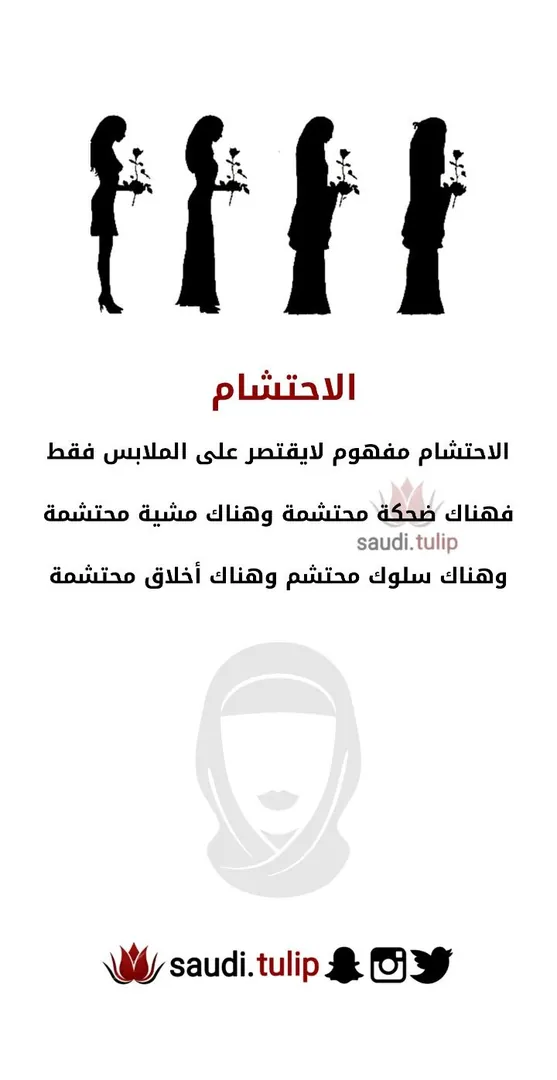 الاحتشام
الاحتشام مفهوم لايقتصر على الملابس فقط
فهناك ضحكة محتشمة وهناك مشية محتشمة
saudi.tulip
وهناك سلوك محتشم وهناك أخلاق محتشمة
saudi.tulip